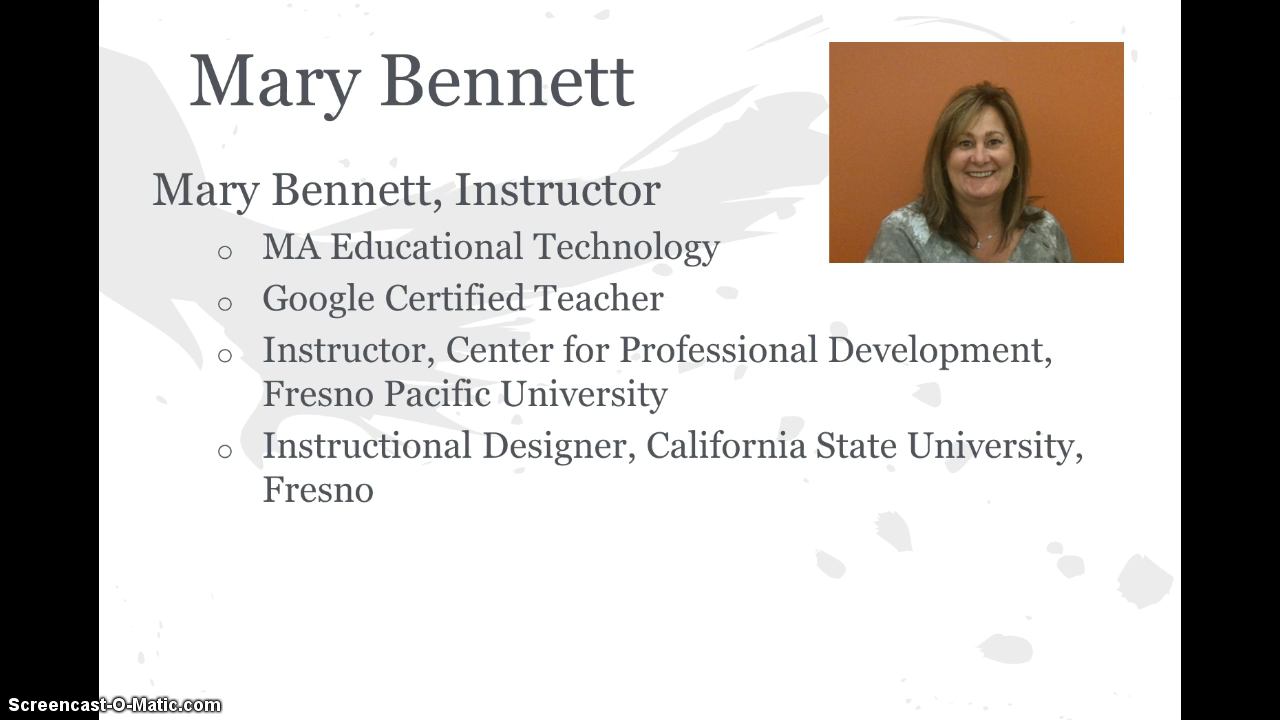 Mary Bennett
Mary Bennett, Instructor
○ MA Educational Technology
○ Google Certified Teacher
○ Instructor, Center for Professional Development,
Fresno Pacific University
○ Instructional Designer, California State University,
Fresno
Screencast-O-Matic.com